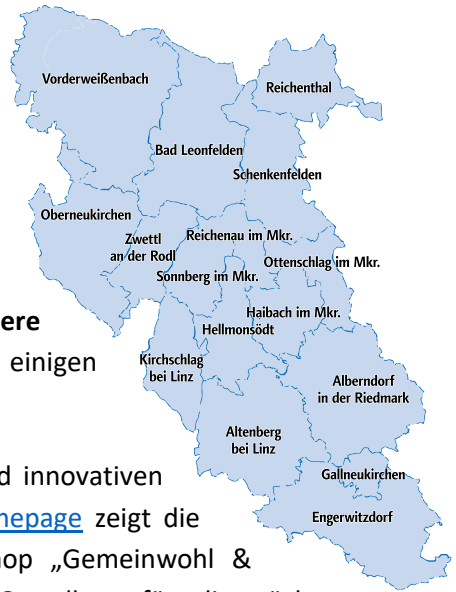 Vorderweißenbach
Reichenthal
Bad Leonfelden
Schenkenfelden
Oberneukirchen
Zwettl
an der Rodl
Reichenau im Mkr.
Ottenschlag im Mkr.
Sonnberg im Mkr.
Haibach im Mkr.
Hellmonsödt
Kirchschlag
bei Linz
Alberndorf
in der Riedmark
Altenberg
bei Linz
Gallneukirchen
Engerwitzdorf
ere
einigen
d innovativen
mepage zeigt die
hop „Gemeinwohl &